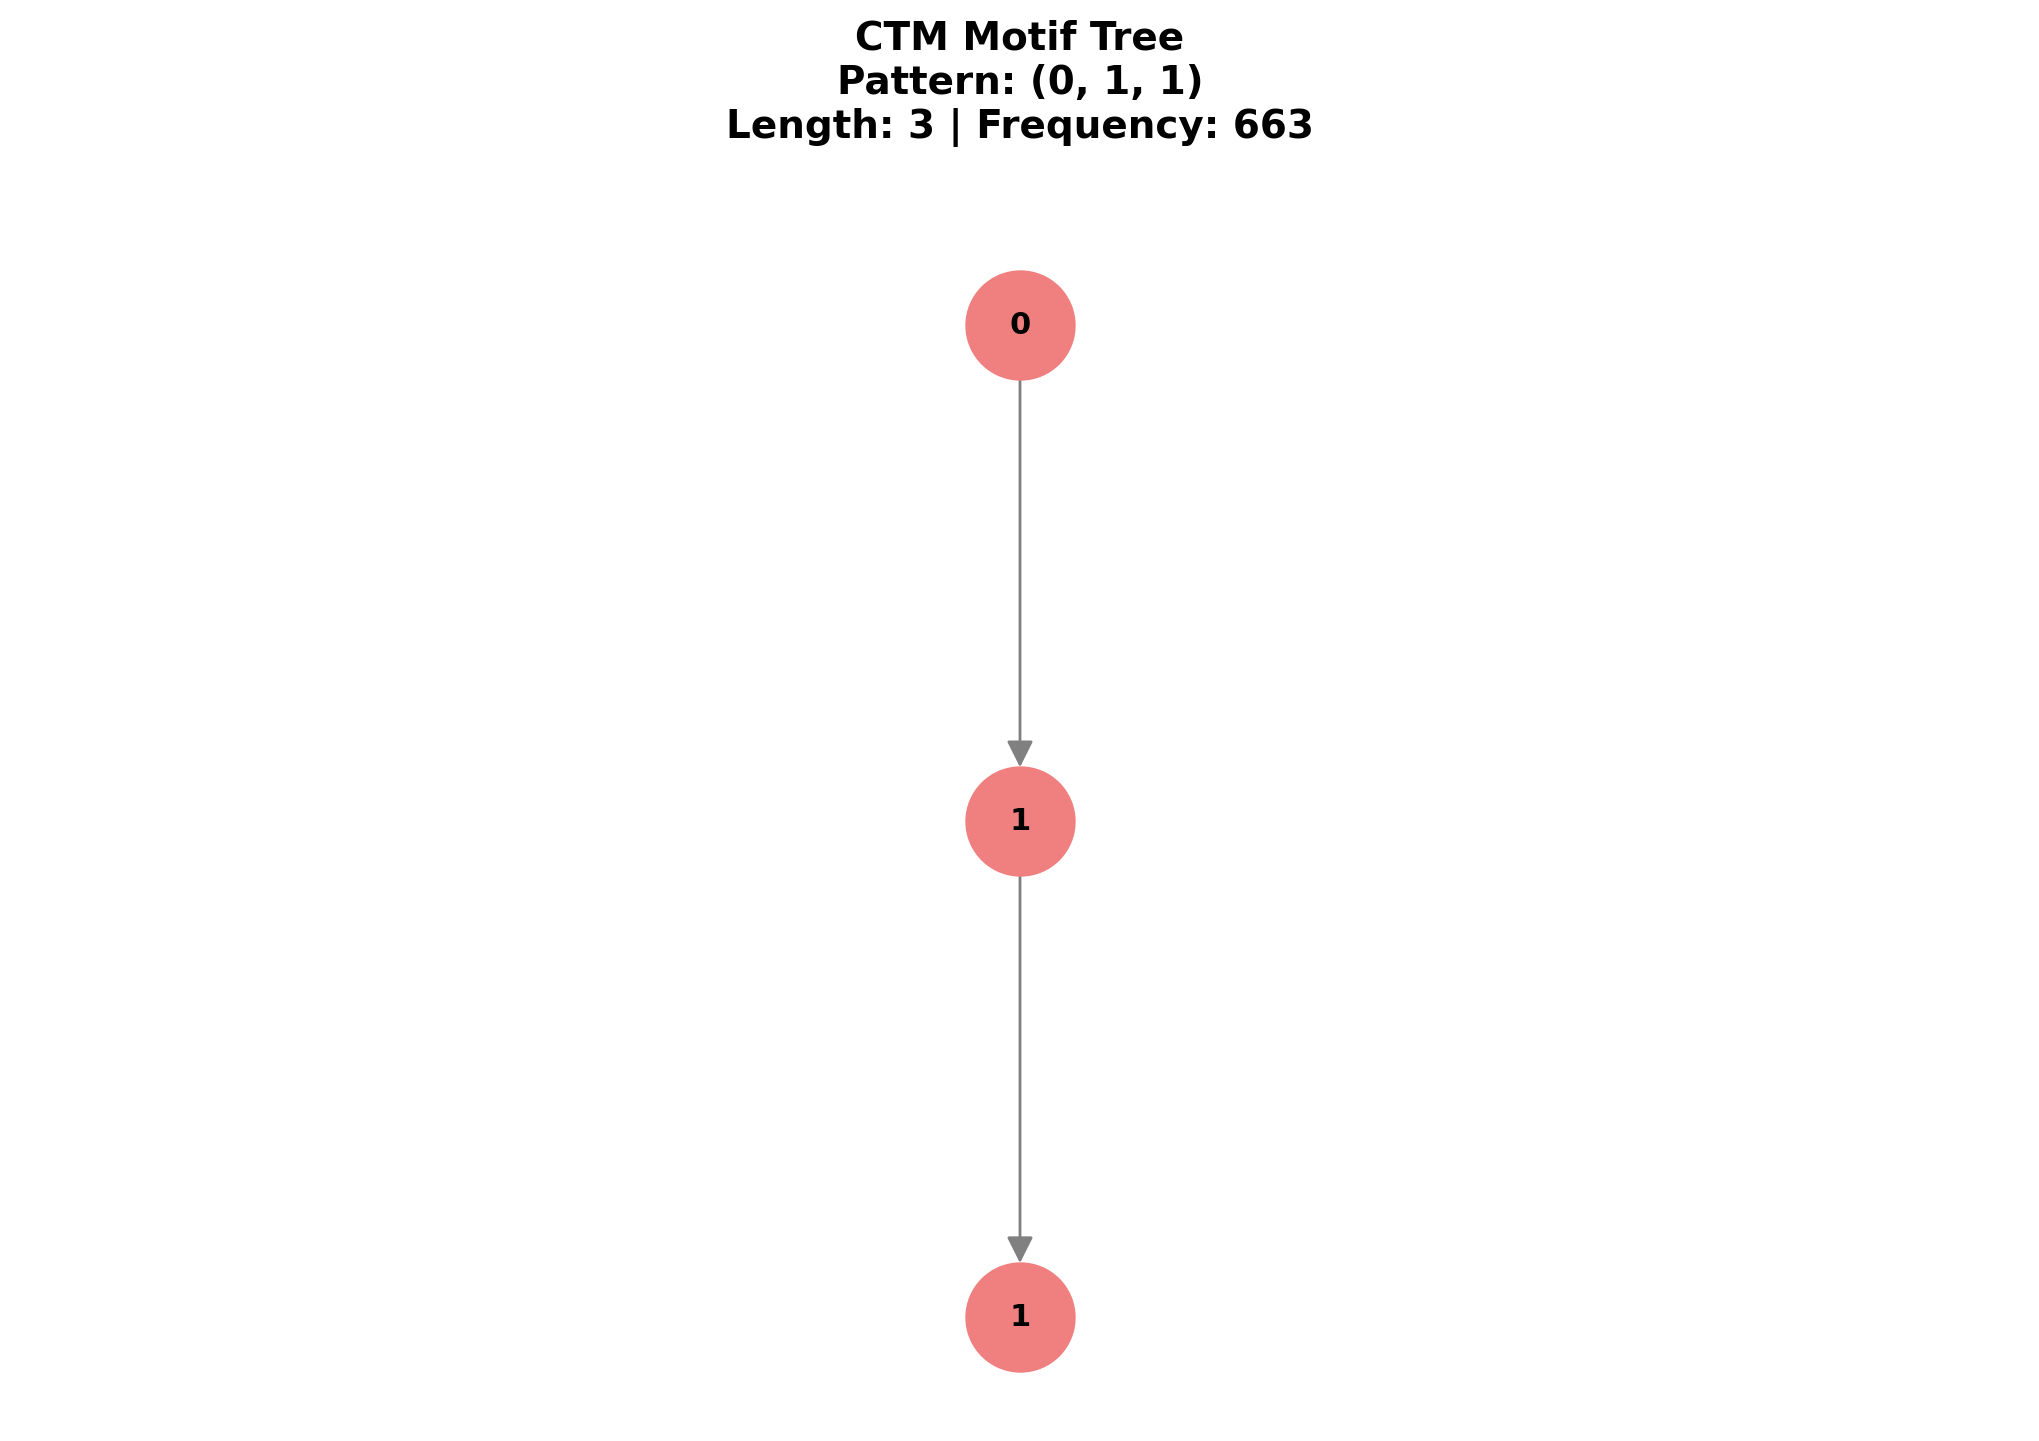 CTM Motif Tree
Pattern: (0, 1, 1)
Length: 3 | Frequency: 663
0
1
1